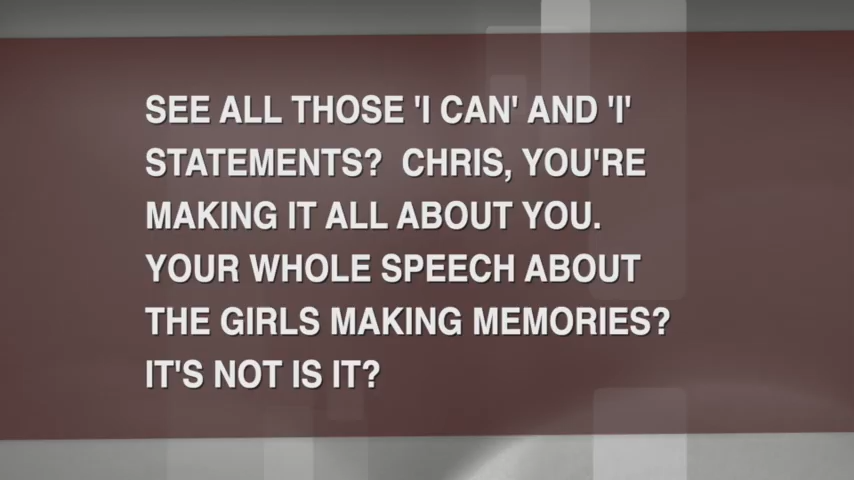 SEE ALL THOSE 'I CAN' AND 'I'
STATEMENTS?  CHRIS, YOU'RE
MAKING IT ALL ABOUT YOU.
YOUR WHOLE SPEECH ABOUT
THE GIRLS MAKING MEMORIES?
IT'S NOT IS IT?